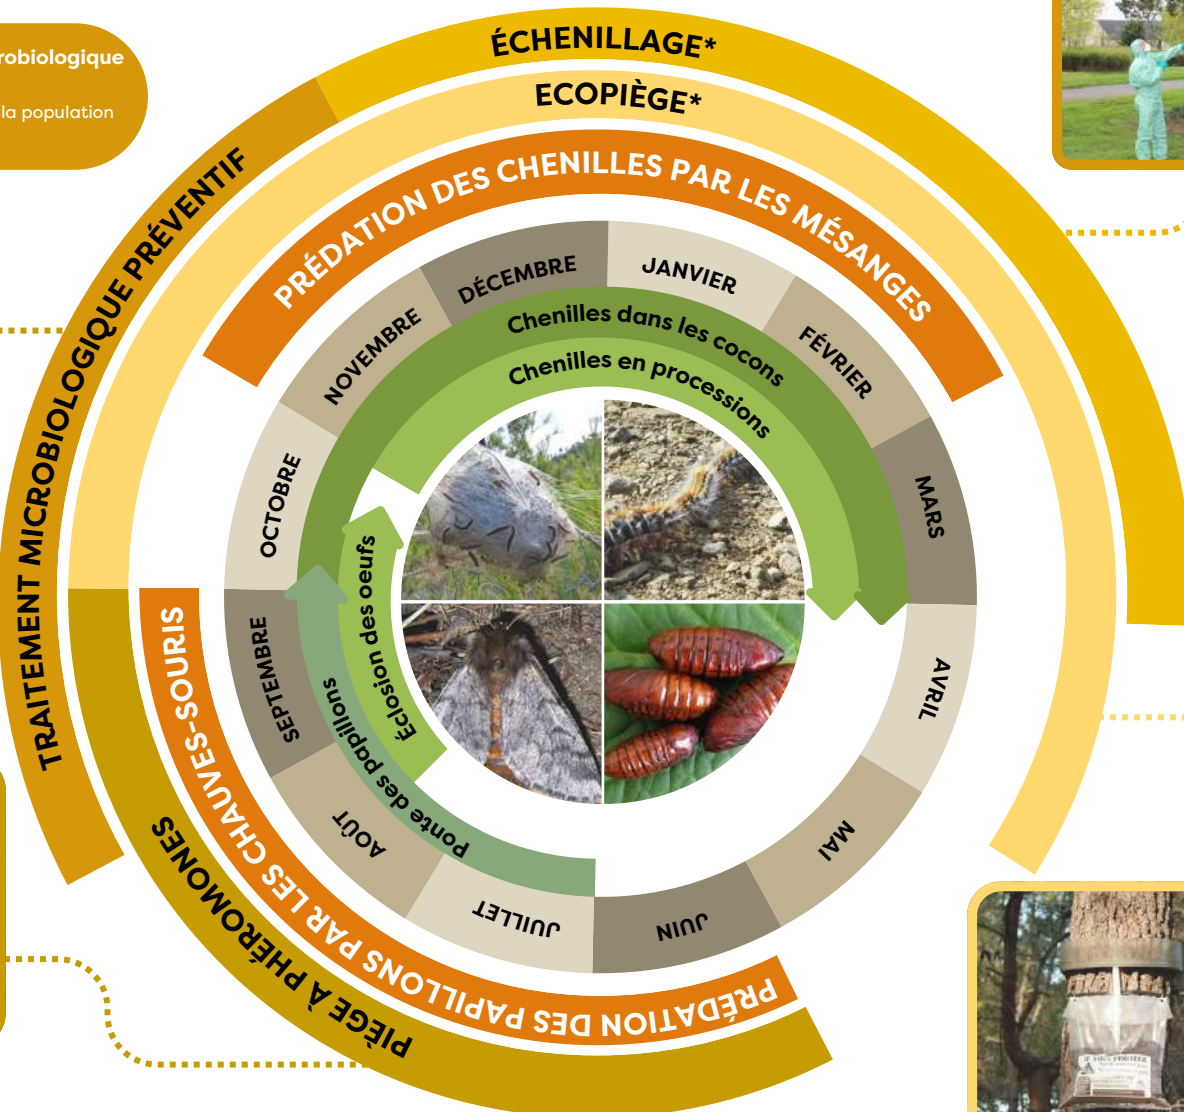 robiologique
la population
ÉCHENILLAGE*
ECOPIÈGE*
TRAITEMENT MICROBIOLOGIQUE PRÉVENTIF
PRÉDATION DES CHENILLES PAR LES MÉSANGES
JANVIER
FÉVRIER
MARS
AVRIL
MAI
JUIN
JUILLET
AOÛT
SEPTEMBRE
OCTOBRE
NOVEMBRE
DÉCEMBRE
Chenilles dans les cocons
Chenilles en processions
Éclosion des oeufs
Ponte des papillons
PRÉDATION DES PAPILLONS PAR LES CHAUVES-SOURIS
PIÈGE À PHÉROMONES